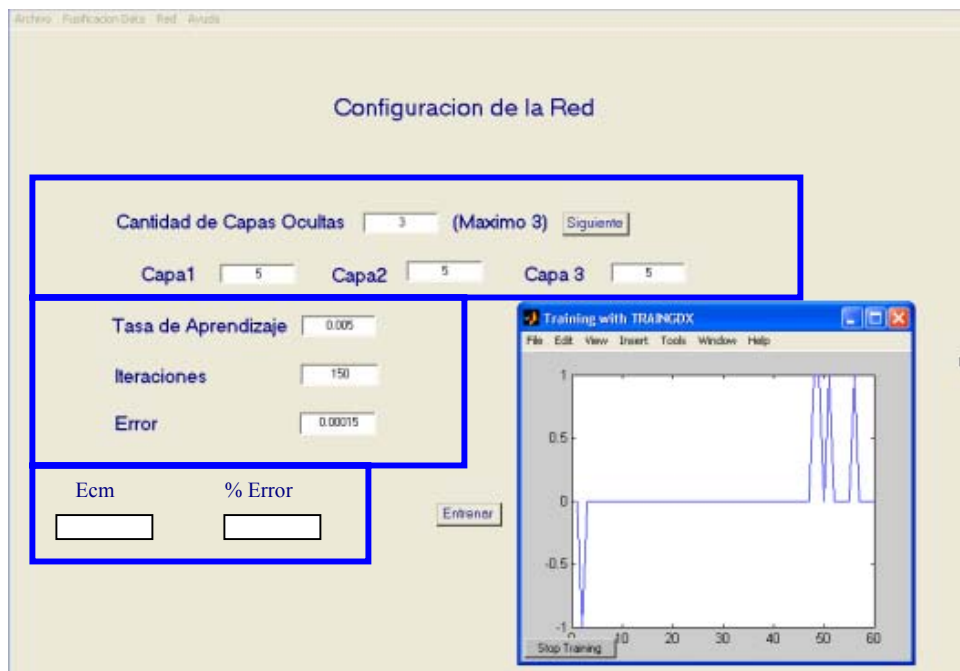 Archivo Fusificacion Data Red Ayuda
Configuracion de la Red
Cantidad de Capas Ocultas 3 (Maximo 3) Siguiente
Capa1 5 Capa2 5 Capa 3 5
Tasa de Aprendizaje 0.005
Iteraciones 150
Error 0.00015
Ecm % Error
Entrenar
Training with TRAINGDX
File Edit View Insert Tools Window Help
1
0.5
0
-0.5
-1
0 10 20 30 40 50 60
Stop Training